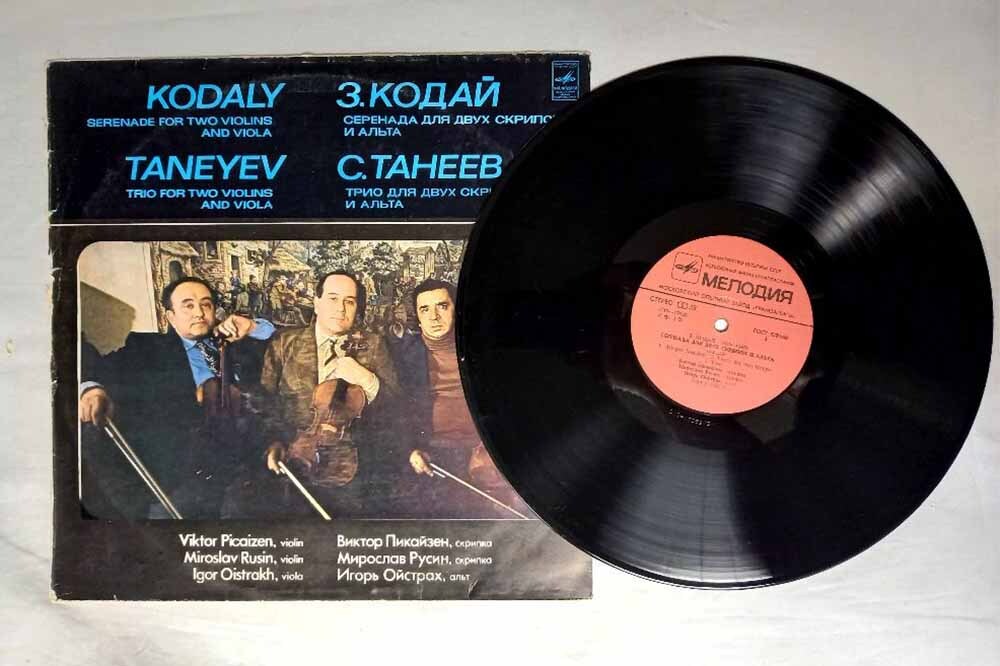 KODALY
SERENADE FOR TWO VIOLINS
AND VIOLA
TANEYEV
TRIO FOR TWO VIOLINS
AND VIOLA
З.КОДАЙ
СЕРЕНАДА ДЛЯ ДВУХ
И АЛЬТА
С.ТАНЕЕВ
ТРИО ДЛЯ ДВУХ
И АЛЬТА
Viktor Picaizen, violin
Miroslav Rusin, violin
Igor Oistrakh, viola
Виктор Пикайзен, скрипка
Мирослав Русин, скрипка
Игорь Ойстрах, альт
МЕЛОДИЯ
СТЕРЕО